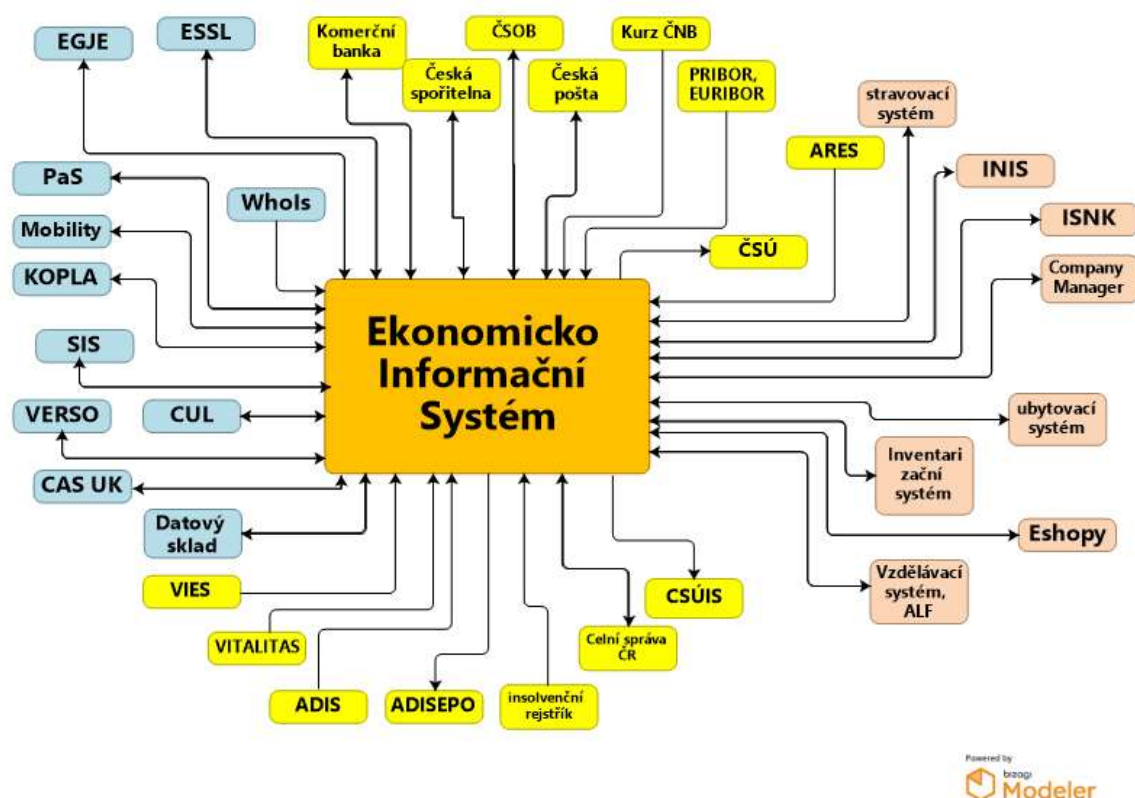 EGJE
ESSL
Komerční
banka
Česká
spořitelna
ČSOB
Česká
pošta
Kurz ČNB
PRIBOR,
EURIBOR
ARES
stravovací
systém
PaS
WhoIs
INIS
Mobility
ČSÚ
ISNK
KOPLA
Company
Manager
Ekonomicko
Informační
Systém
SIS
VERSO
CUL
ubytovací
systém
CAS UK
Inventari
zační
systém
Datový
sklad
Eshopy
VIES
CSÚIS
Vzdělávací
systém,
ALF
VITALITAS
Celní správa
ČR
ADIS
ADISEPO
insolvenční
rejstřík
Powered by
bizagi
Modeler